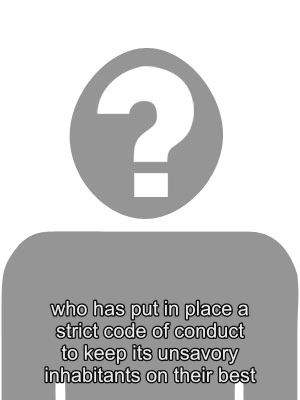 ?
who has put in place a
strict code of conduct
to keep its unsavory
inhabitants on their best